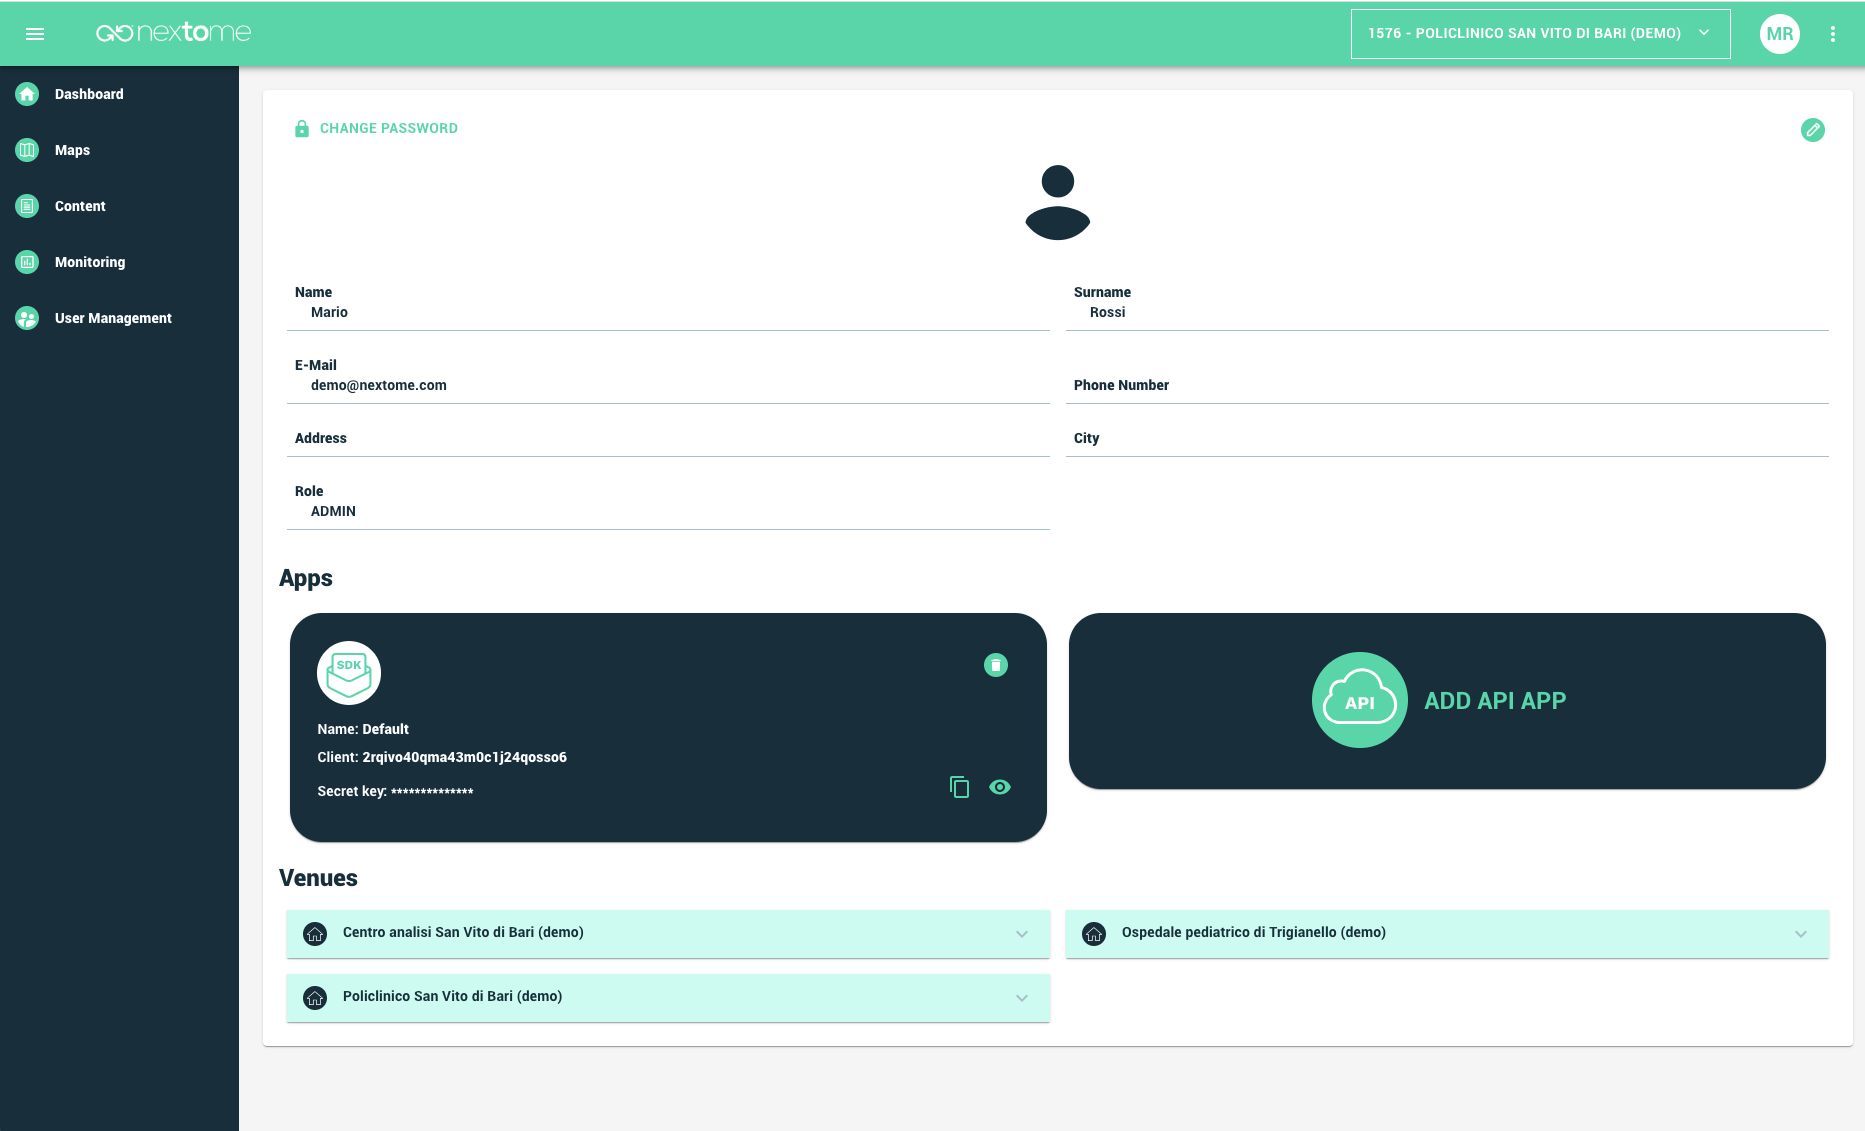 nextome
1576 - POLICLINICO SAN VITO DI BARI (DEMO)
MR
Dashboard
Maps
Content
Monitoring
User Management
CHANGE PASSWORD
Name
Mario
Surname
Rossi
E-Mail
demo@nextome.com
Phone Number
Address
City
Role
ADMIN
Apps
SDK
Name: Default
Client: 2rqivo40qma43m0c1j24qosso6
Secret key: **************
API
ADD API APP
Venues
Centro analisi San Vito di Bari (demo)
Ospedale pediatrico di Trigianello (demo)
Policlinico San Vito di Bari (demo)